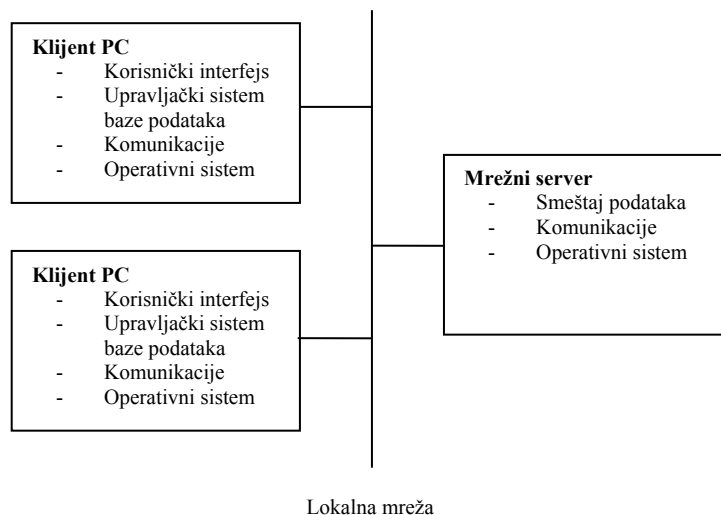 Klijent PC
- Korisnički interfejs
- Upravljački sistem
baze podataka
- Komunikacije
- Operativni sistem
Klijent PC
- Korisnički interfejs
- Upravljački sistem
baze podataka
- Komunikacije
- Operativni sistem
Mrežni server
- Smeštaj podataka
- Komunikacije
- Operativni sistem
Lokalna mreža